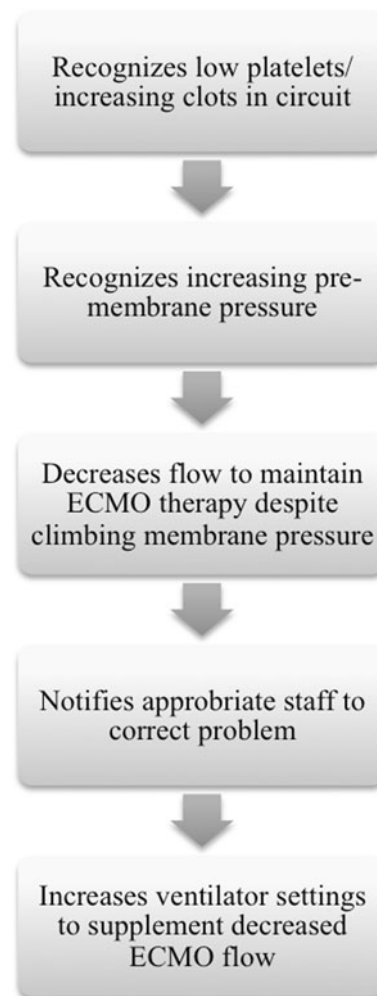 Recognizes low platelets/
increasing clots in circuit
Recognizes increasing pre-
membrane pressure
Decreases flow to maintain
ECMO therapy despite
climbing membrane pressure
Notifies approbriate staff to
correct problem
Increases ventilator settings
to supplement decreased
ECMO flow